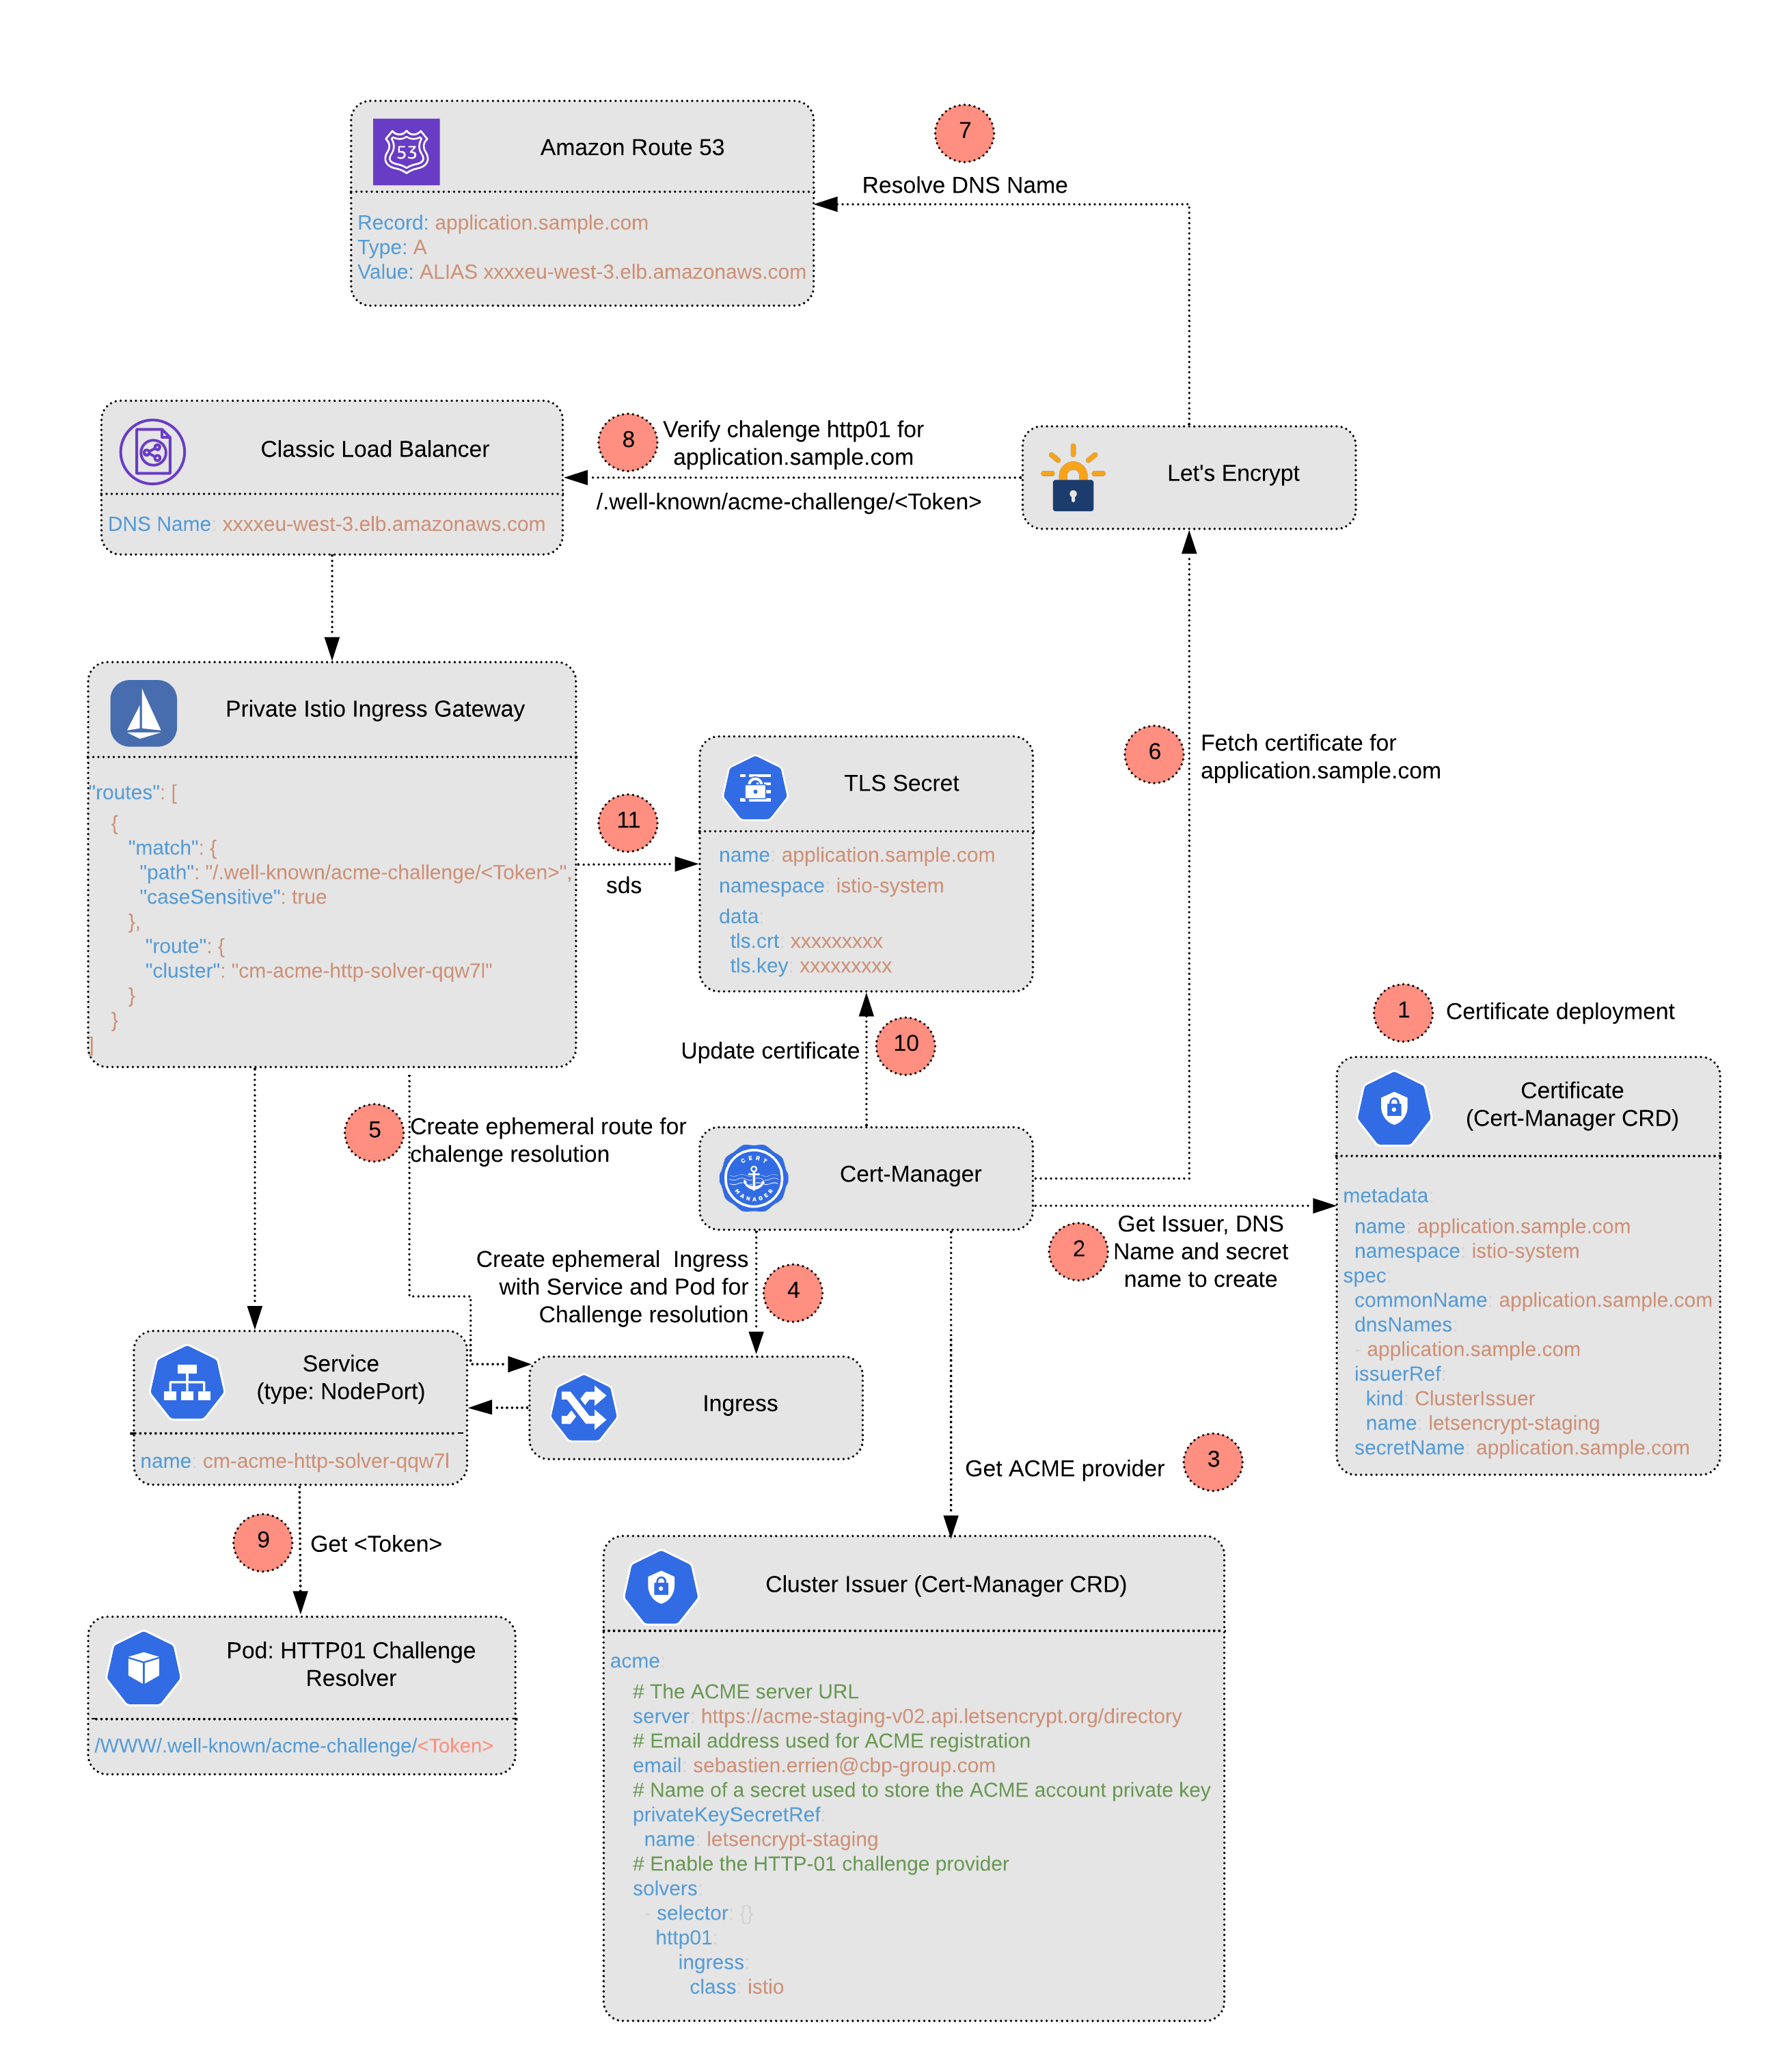 Amazon Route 53
53
Record: application.sample.com
Type: A
Value: ALIAS xxxxeu-west-3.elb.amazonaws.com
7
Resolve DNS Name
Classic Load Balancer
DNS Name: xxxxeu-west-3.elb.amazonaws.com
8
Verify chalenge http01 for
application.sample.com
/.well-known/acme-challenge/<Token>
Let's Encrypt
Private Istio Ingress Gateway
"routes": [
{
"match": {
"path": "/.well-known/acme-challenge/<Token>",
"caseSensitive": true
},
"route": {
"cluster": "cm-acme-http-solver-qqw7l"
}
}
]
11
sds
TLS Secret
name: application.sample.com
namespace: istio-system
data:
tls.crt: xxxxxxxxx
tls.key: xxxxxxxxx
6
Fetch certificate for
application.sample.com
10
Update certificate
1
Certificate deployment
Certificate
(Cert-Manager CRD)
metadata:
name: application.sample.com
namespace: istio-system
spec:
commonName: application.sample.com
dnsNames:
- application.sample.com
issuerRef:
kind: ClusterIssuer
name: letsencrypt-staging
secretName: application.sample.com
5
Create ephemeral route for
chalenge resolution
CERT
MANAGER
Cert-Manager
2
Get Issuer, DNS
Name and secret
name to create
Create ephemeral  Ingress
with Service and Pod for
Challenge resolution
4
Service
(type: NodePort)
name: cm-acme-http-solver-qqw7l
Ingress
3
Get ACME provider
9
Get <Token>
Pod: HTTP01 Challenge
Resolver
/WWW/.well-known/acme-challenge/<Token>
Cluster Issuer (Cert-Manager CRD)
acme:
# The ACME server URL
server: https://acme-staging-v02.api.letsencrypt.org/directory
# Email address used for ACME registration
email: sebastien.errien@cbp-group.com
# Name of a secret used to store the ACME account private key
privateKeySecretRef:
name: letsencrypt-staging
# Enable the HTTP-01 challenge provider
solvers:
- selector: {}
http01:
ingress:
class: istio